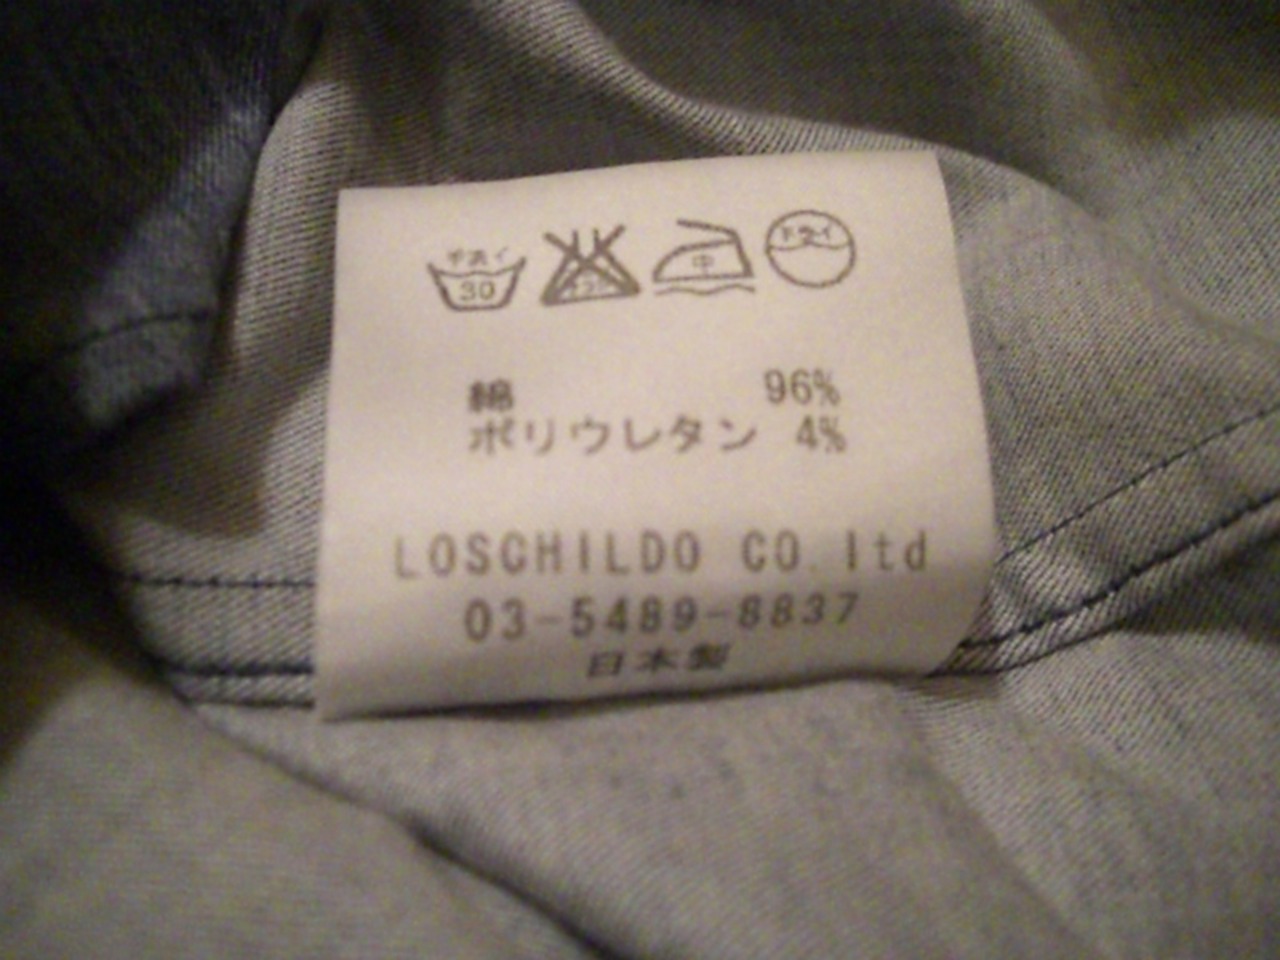 手洗イ
30
中
ドライ
綿 96%
ポリウレタン 4%
LOSCHILDO CO.ltd
03-5489-8837
日本製